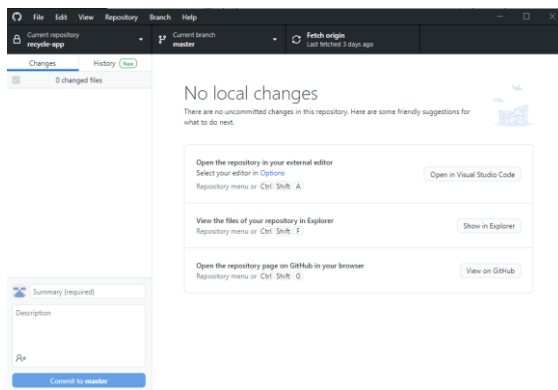 File Edit View Repository Branch Help
Current repository
recycle-app
Current branch
master
Fetch origin
Last fetched 3 days ago
Changes
History New
0 changed files
No local changes
There are no uncommitted changes in this repository. Here are some friendly suggestions for
what to do next.
Open the repository in your external editor
Select your editor in Options
Repository menu or Ctrl Shift A
Open in Visual Studio Code
View the files of your repository in Explorer
Repository menu or Ctrl Shift F
Show in Explorer
Open the repository page on GitHub in your browser
Repository menu or Ctrl Shift G
View on GitHub
Summary (required)
Description
Commit to master